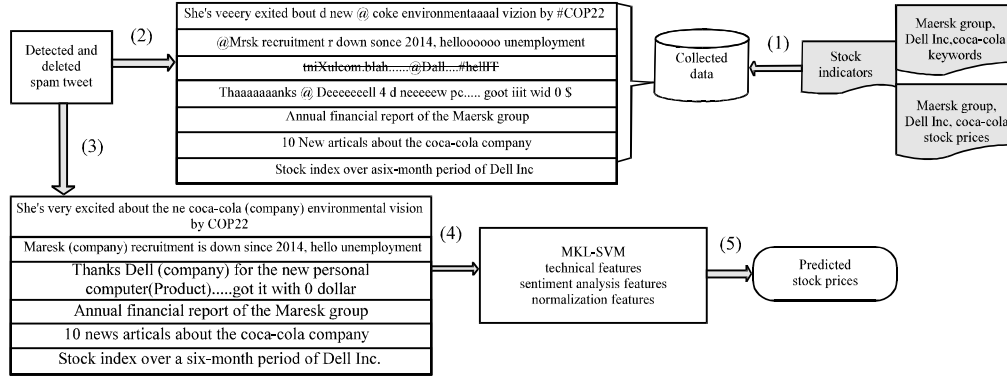 Detected and
deleted
spam tweet
(2)
She's veeery exited bout d new @ coke environmentaaaal vizion by #COP22
@Mrsk recruitment r down sonce 2014, helloooooo unemployment
tniXulcom.blah......@Dall....#hellIT
Thaaaaaaanks @ Deeeeeeell 4 d neeeeew pc..... goot iiit wid 0 $
Annual financial report of the Maersk group
10 New articals about the coca-cola company
Stock index over asix-month period of Dell Inc
Collected
data
(1)
Stock
indicators
Maersk group,
Dell Inc,coca-cola
keywords
Maersk group,
Dell Inc, coca-cola
stock prices
(3)
She's very excited about the ne coca-cola (company) environmental vision
by COP22
Maresk (company) recruitment is down since 2014, hello unemployment
Thanks Dell (company) for the new personal
computer(Product).....got it with 0 dollar
Annual financial report of the Maresk group
10 news articals about the coca-cola company
Stock index over a six-month period of Dell Inc.
(4)
MKL-SVM
technical features
sentiment analysis features
normalization features
(5)
Predicted
stock prices